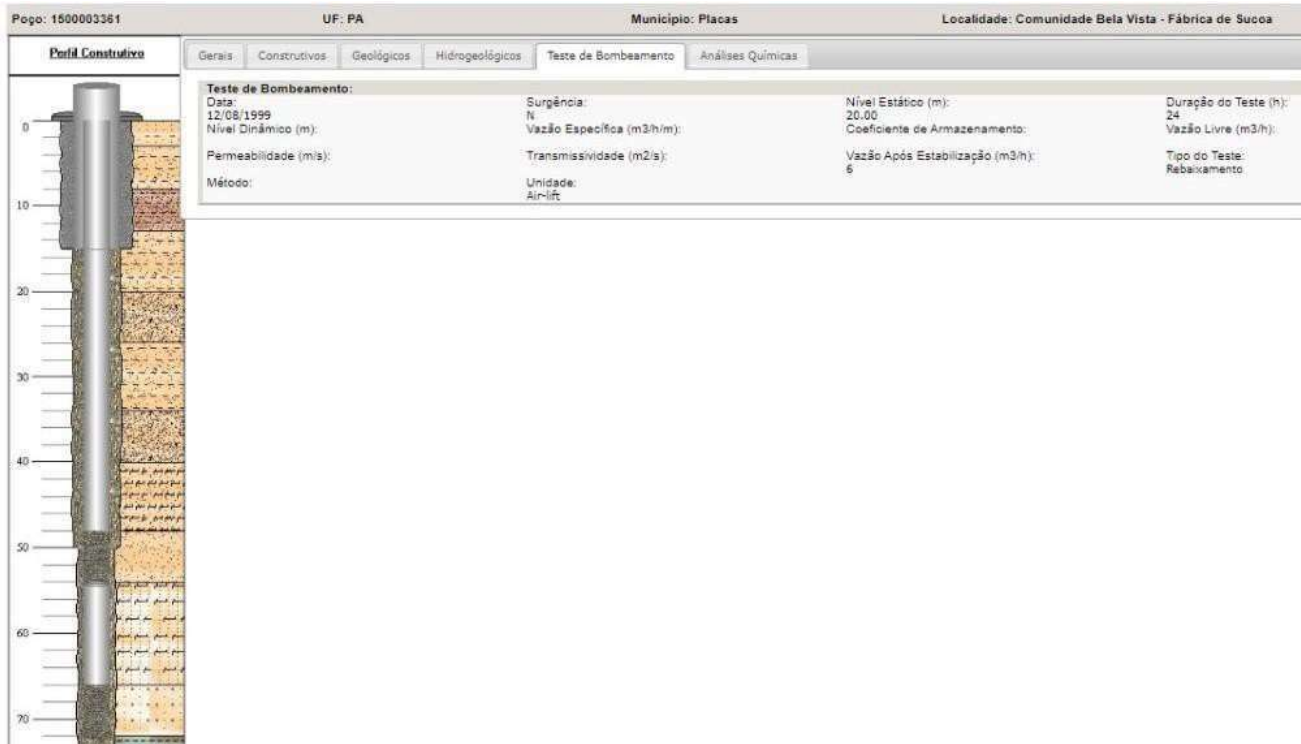 Poço: 1500003361 UF: PA Município: Placas Localidade: Comunidade Bela Vista - Fábrica de Sucoa
Perfil Construtivo
Gerais Construtivos Geológicos Hidrogeológicos Teste de Bombeamento Análises Químicas
Teste de Bombeamento:
Data: Surgência: Nível Estático (m): Duração do Teste (h):
12/08/1999 N 20.00 24
Nível Dinâmico (m): Vazão Específica (m3/h/m): Coeficiente de Armazenamento: Vazão Livre (m3/h):
Permeabilidade (m/s): Transmissividade (m2/s): Vazão Após Estabilização (m3/h): Tipo do Teste:
6 Rebaixamento
Método: Unidade:
Air-lift
0
10
20
30
40
50
60
70